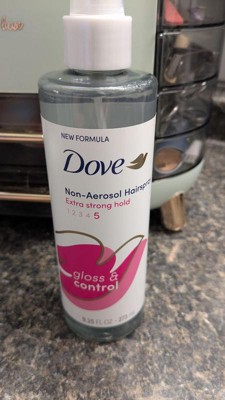 NEW FORMULA
Dove
Non-Aerosol Hairspray
Extra strong hold
1 2 3 4 5
gloss &
control